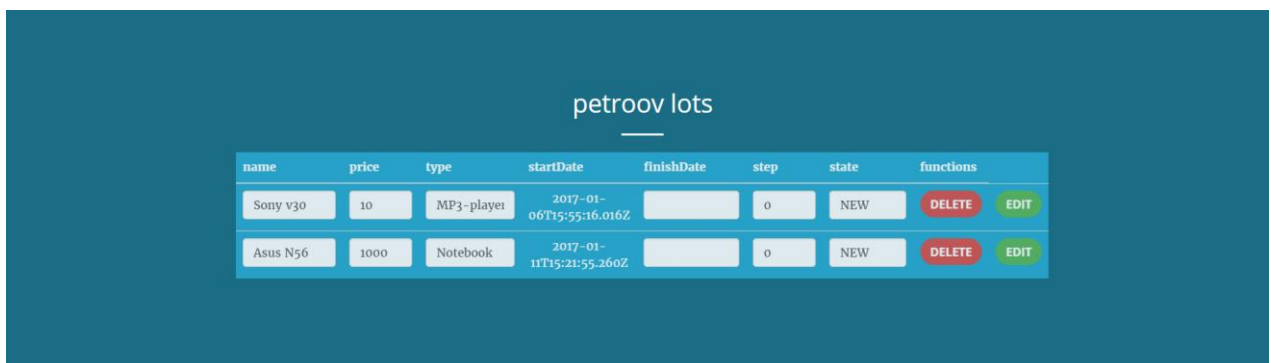 petroov lots
name price type startDate finishDate step state functions
Sony v30 10 MP3-player 2017-01-06T15:55:16.016Z 0 NEW DELETE EDIT
Asus N56 1000 Notebook 2017-01-11T15:21:55.260Z 0 NEW DELETE EDIT